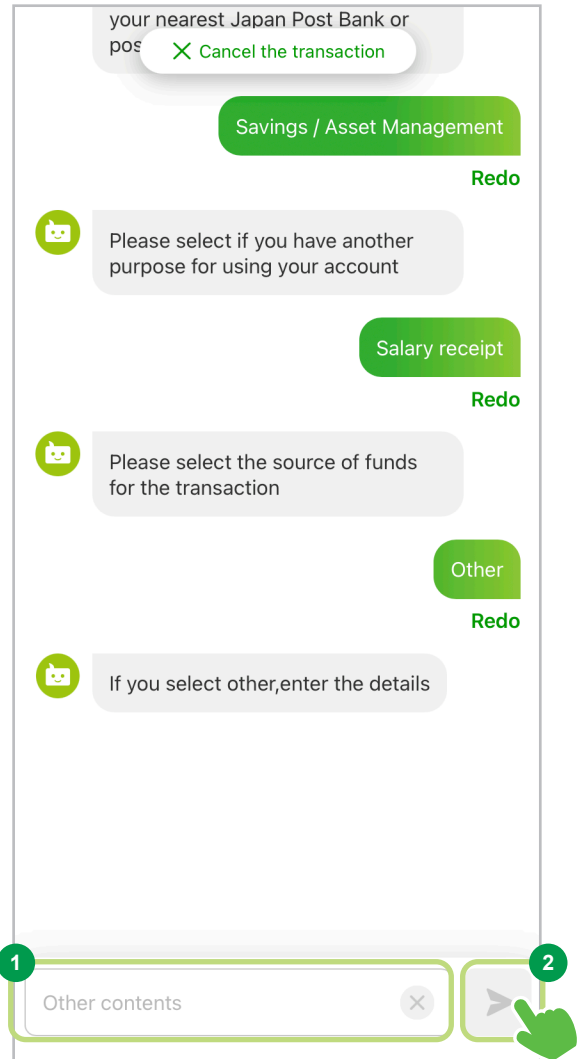 your nearest Japan Post Bank or
pos
Cancel the transaction
Savings / Asset Management
Redo
Please select if you have another
purpose for using your account
Salary receipt
Redo
Please select the source of funds
for the transaction
Other
Redo
If you select other,enter the details
1
2
Other contents